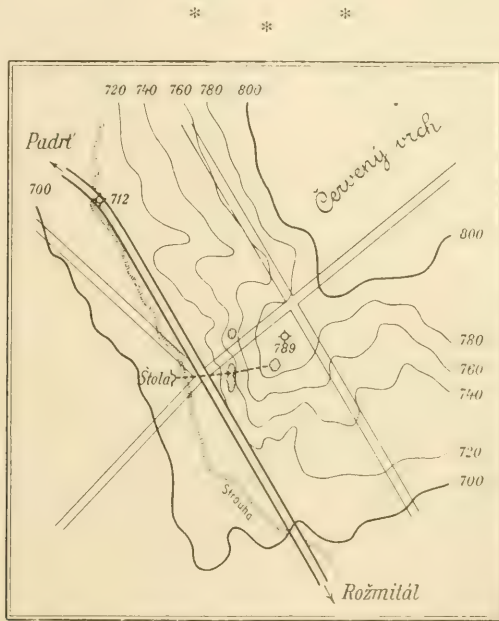 * * *
720 740 760 780 800
Padrť
Červený vrch
700
712
800
789
780
Štola
760
740
720
Strouha
700
Rožmitál